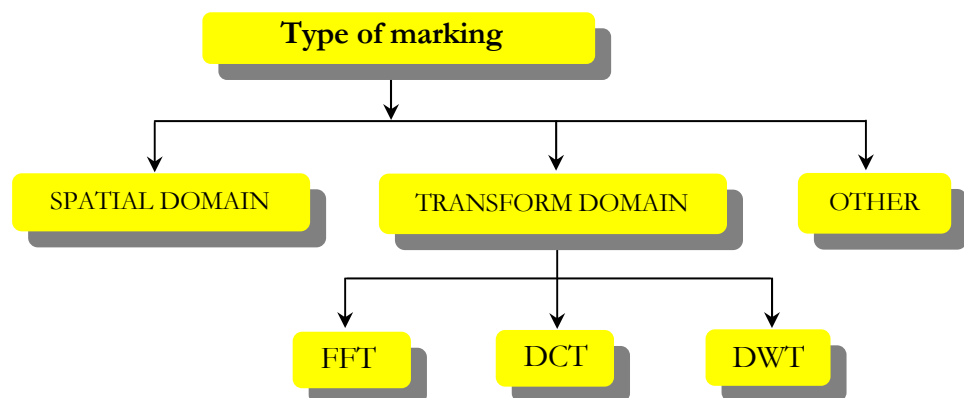 Type of marking
SPATIAL DOMAIN
TRANSFORM DOMAIN
OTHER
FFT
DCT
DWT